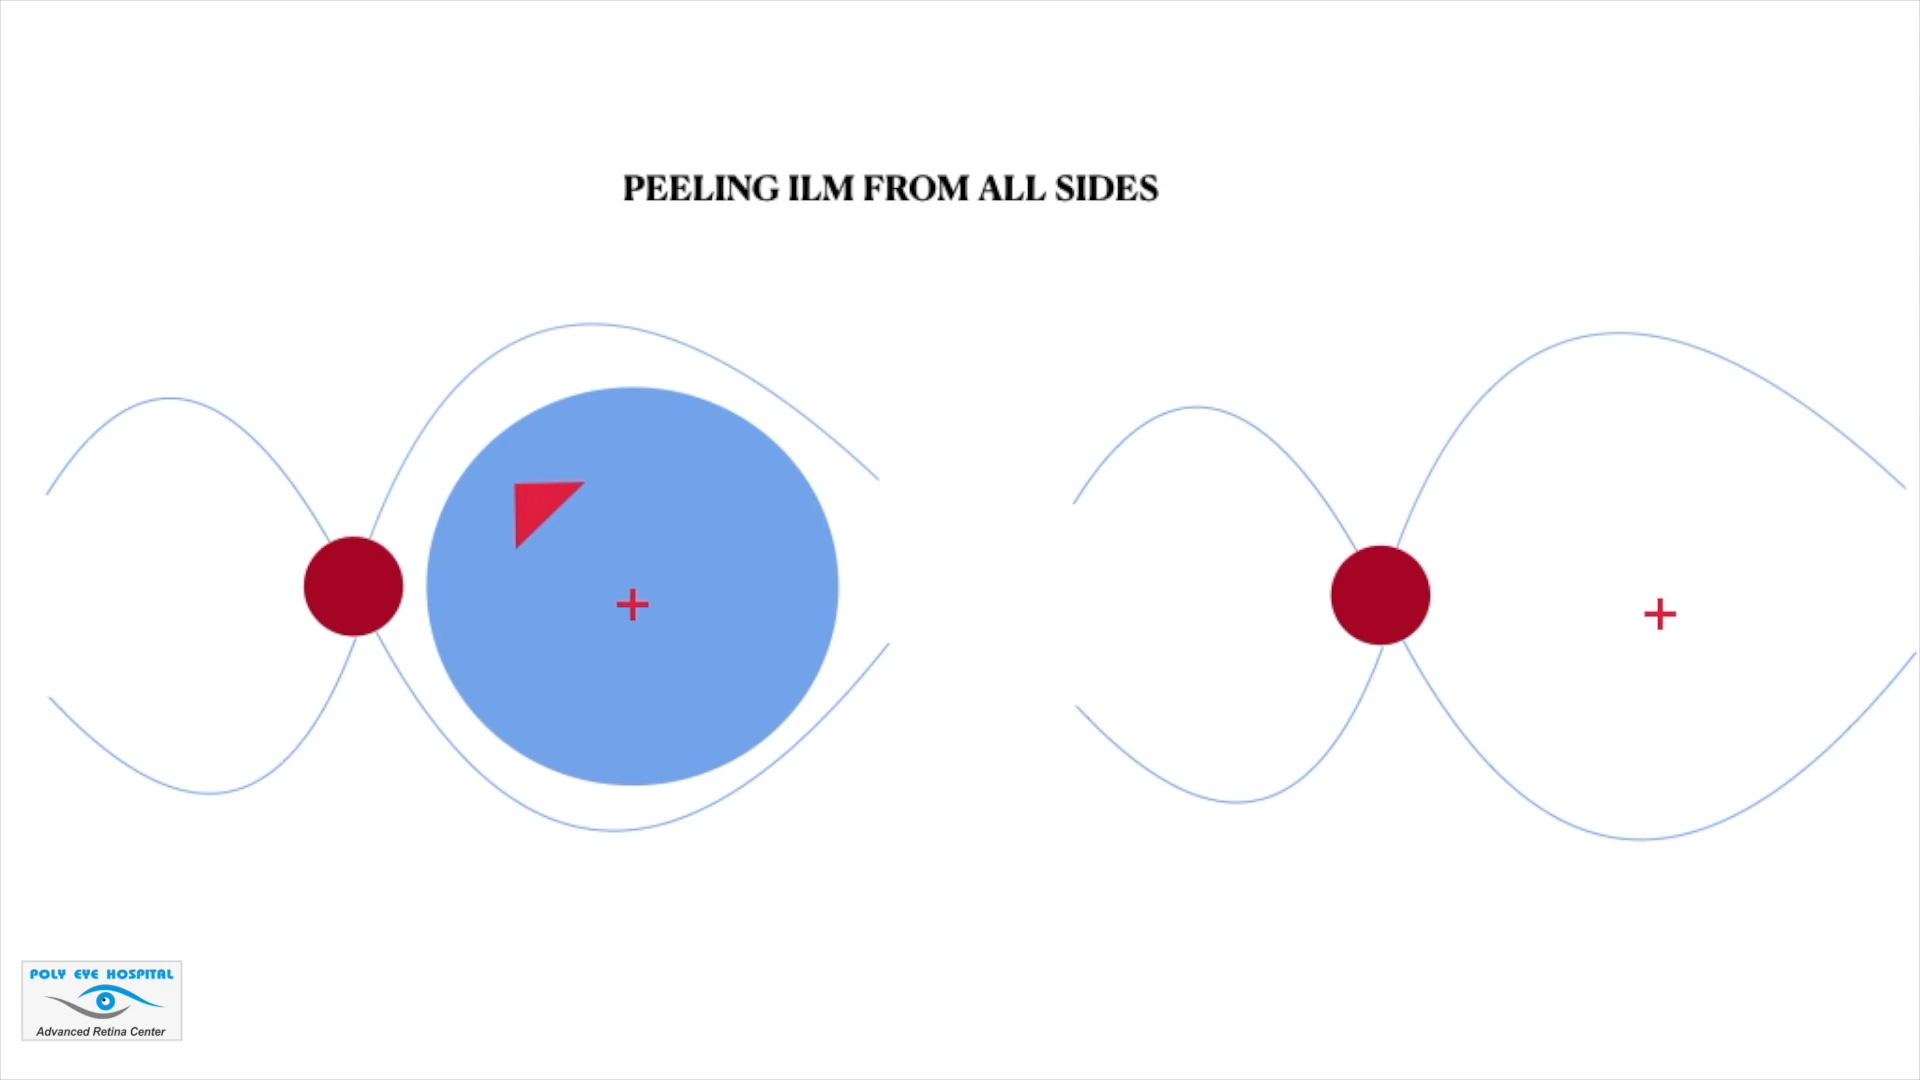 PEELING ILM FROM ALL SIDES
POLY EYE HOSPITAL
Advanced Retina Center